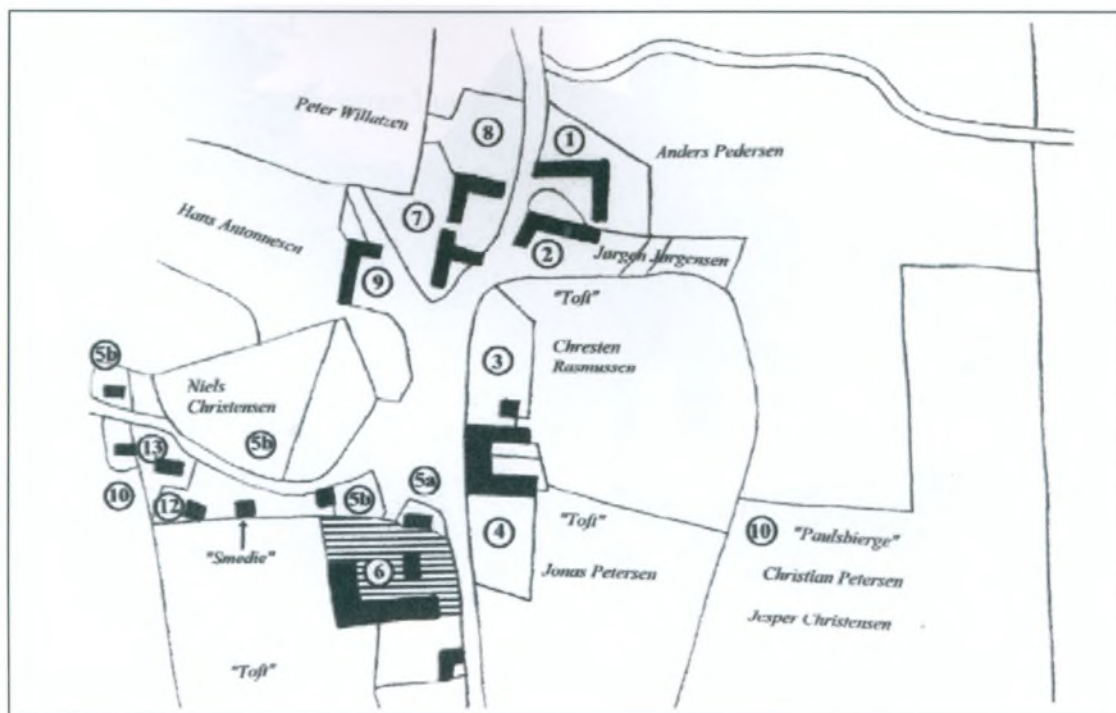 Peter Willatzen
8
1
Anders Pedersen
Hans Antonnesen
7
2
Jørgen Jørgensen
9
"Toft"
3
Chresten
Rasmussen
5b
Niels
Christensen
5b
13
10
12
5b
5a
"Smedie"
6
4
"Toft"
Jonas Petersen
10 "Paulsbierge"
Christian Petersen
Jesper Christensen
"Toft"